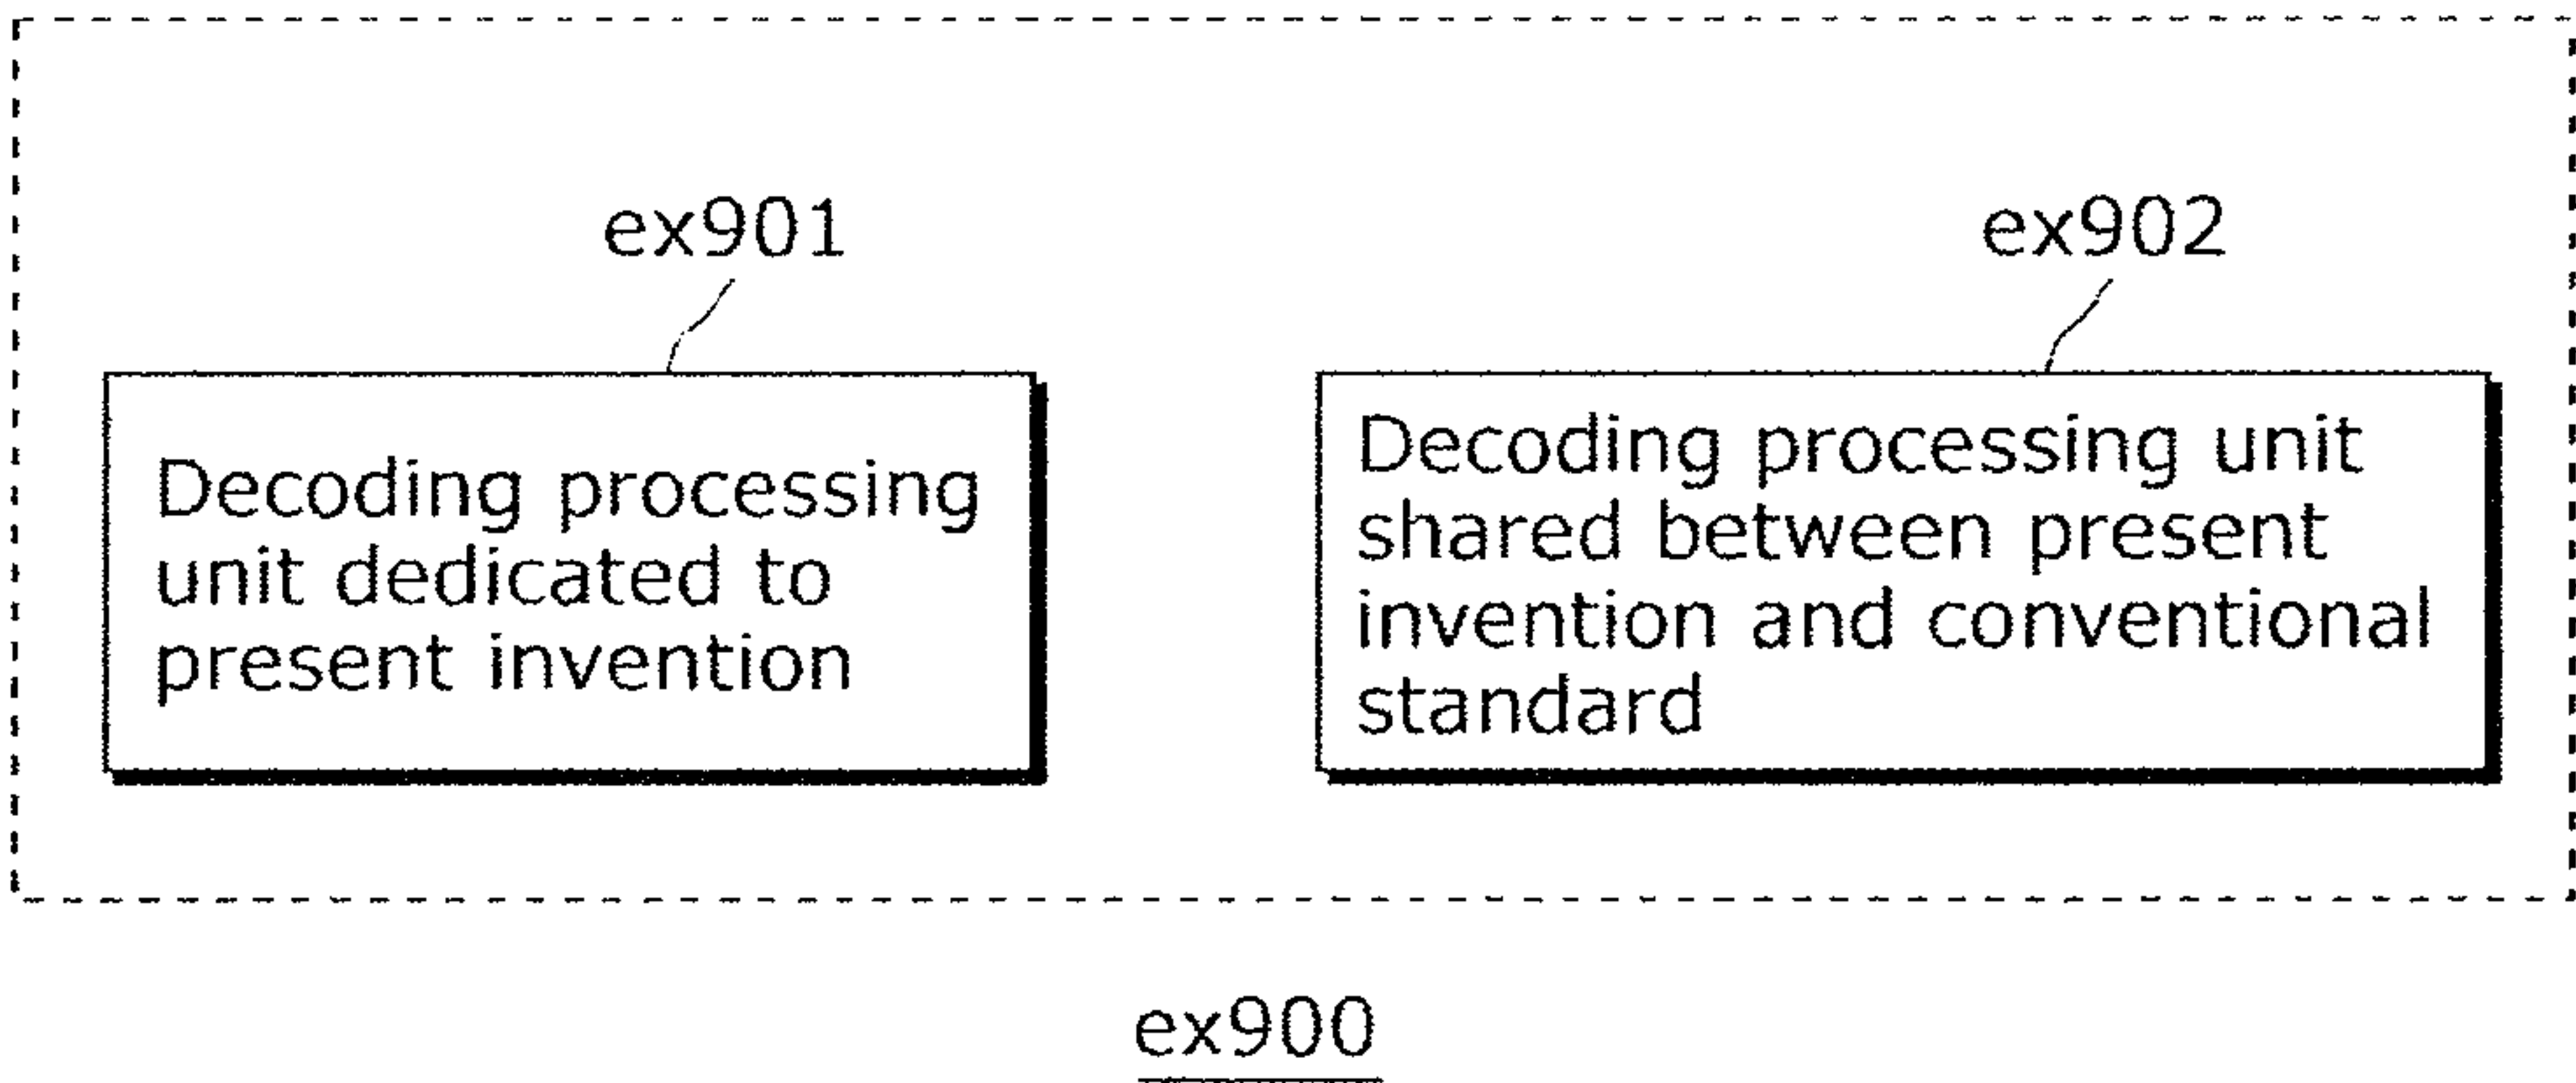 ex901
ex902
Decoding processing
unit dedicated to
present invention
Decoding processing unit
shared between present
invention and conventional
standard
ex900